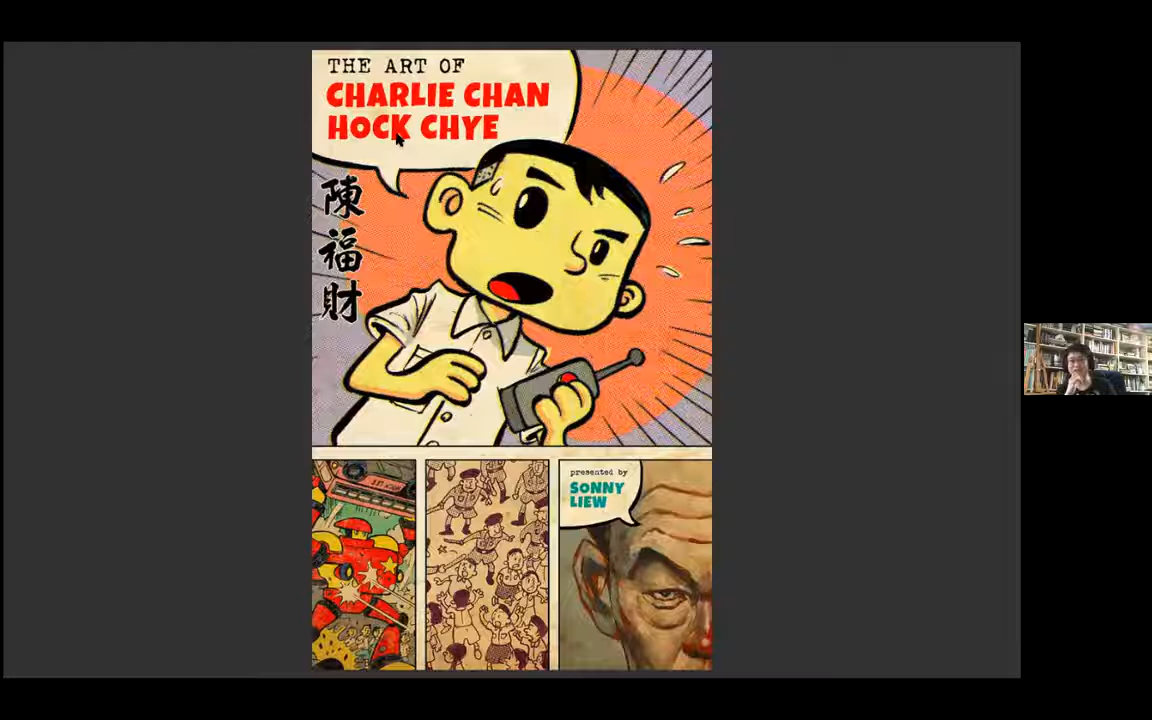 THE ART OF
CHARLIE CHAN
HOCK CHYE
陳
福
財
presented by
SONNY
LIEW